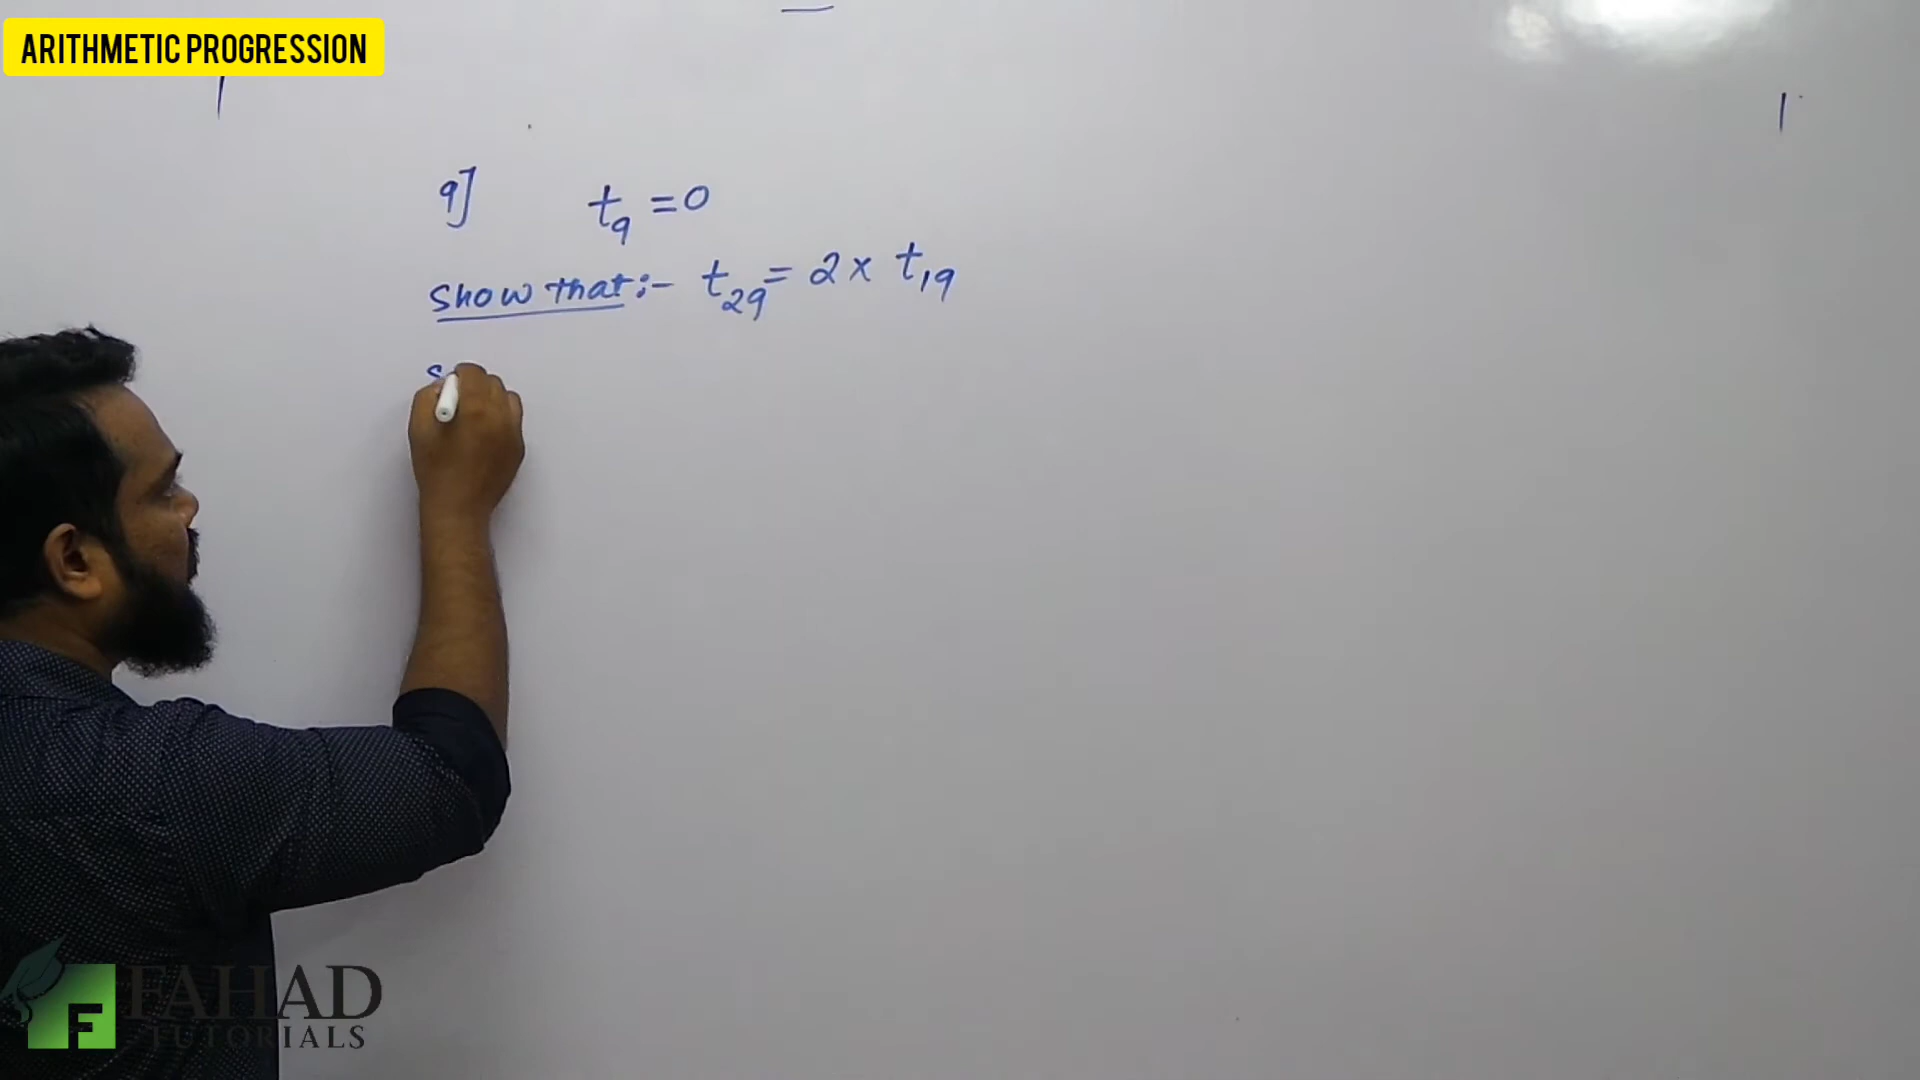 ARITHMETIC PROGRESSION
9] t₉ = 0
Show that :- t₂₉ = 2 × t₁₉
S
F FAHAD
TUTORIALS